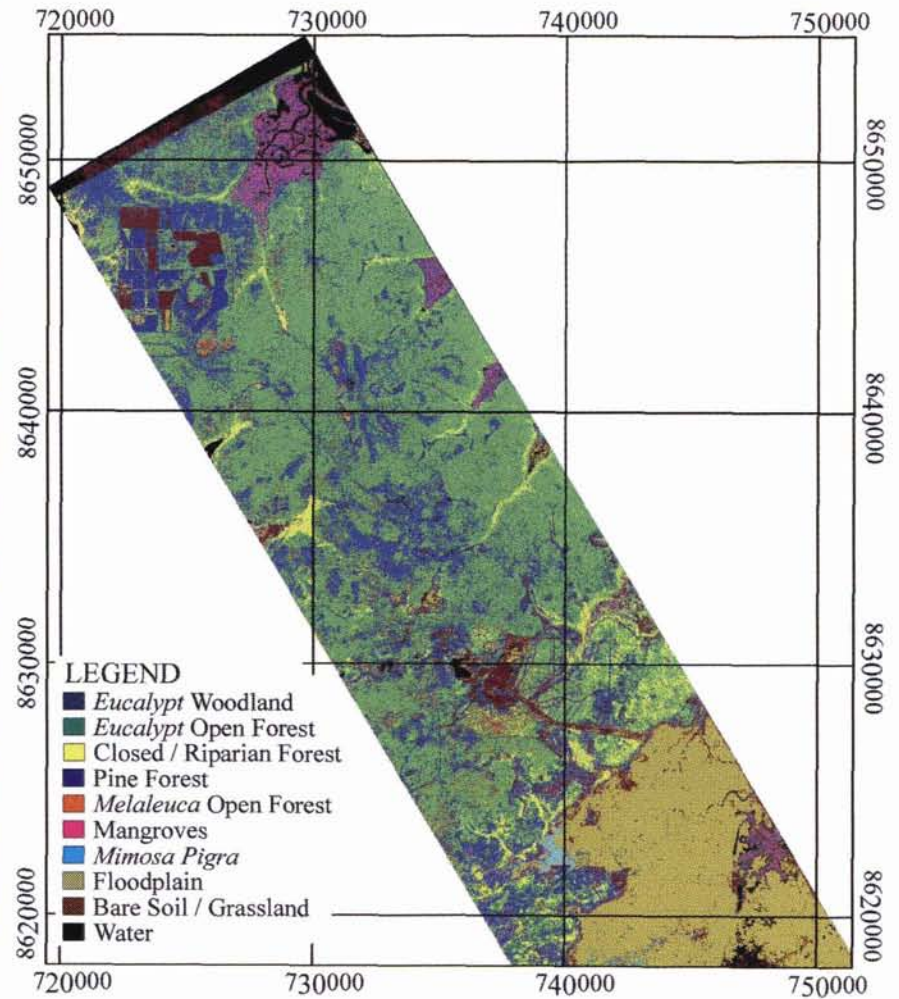 720000
730000
740000
750000
8650000
8650000
8640000
8640000
8630000
8630000
LEGEND
Eucalypt Woodland
Eucalypt Open Forest
Closed / Riparian Forest
Pine Forest
Melaleuca Open Forest
Mangroves
Mimosa Pigra
Floodplain
Bare Soil / Grassland
Water
8620000
8620000
720000
730000
740000
750000